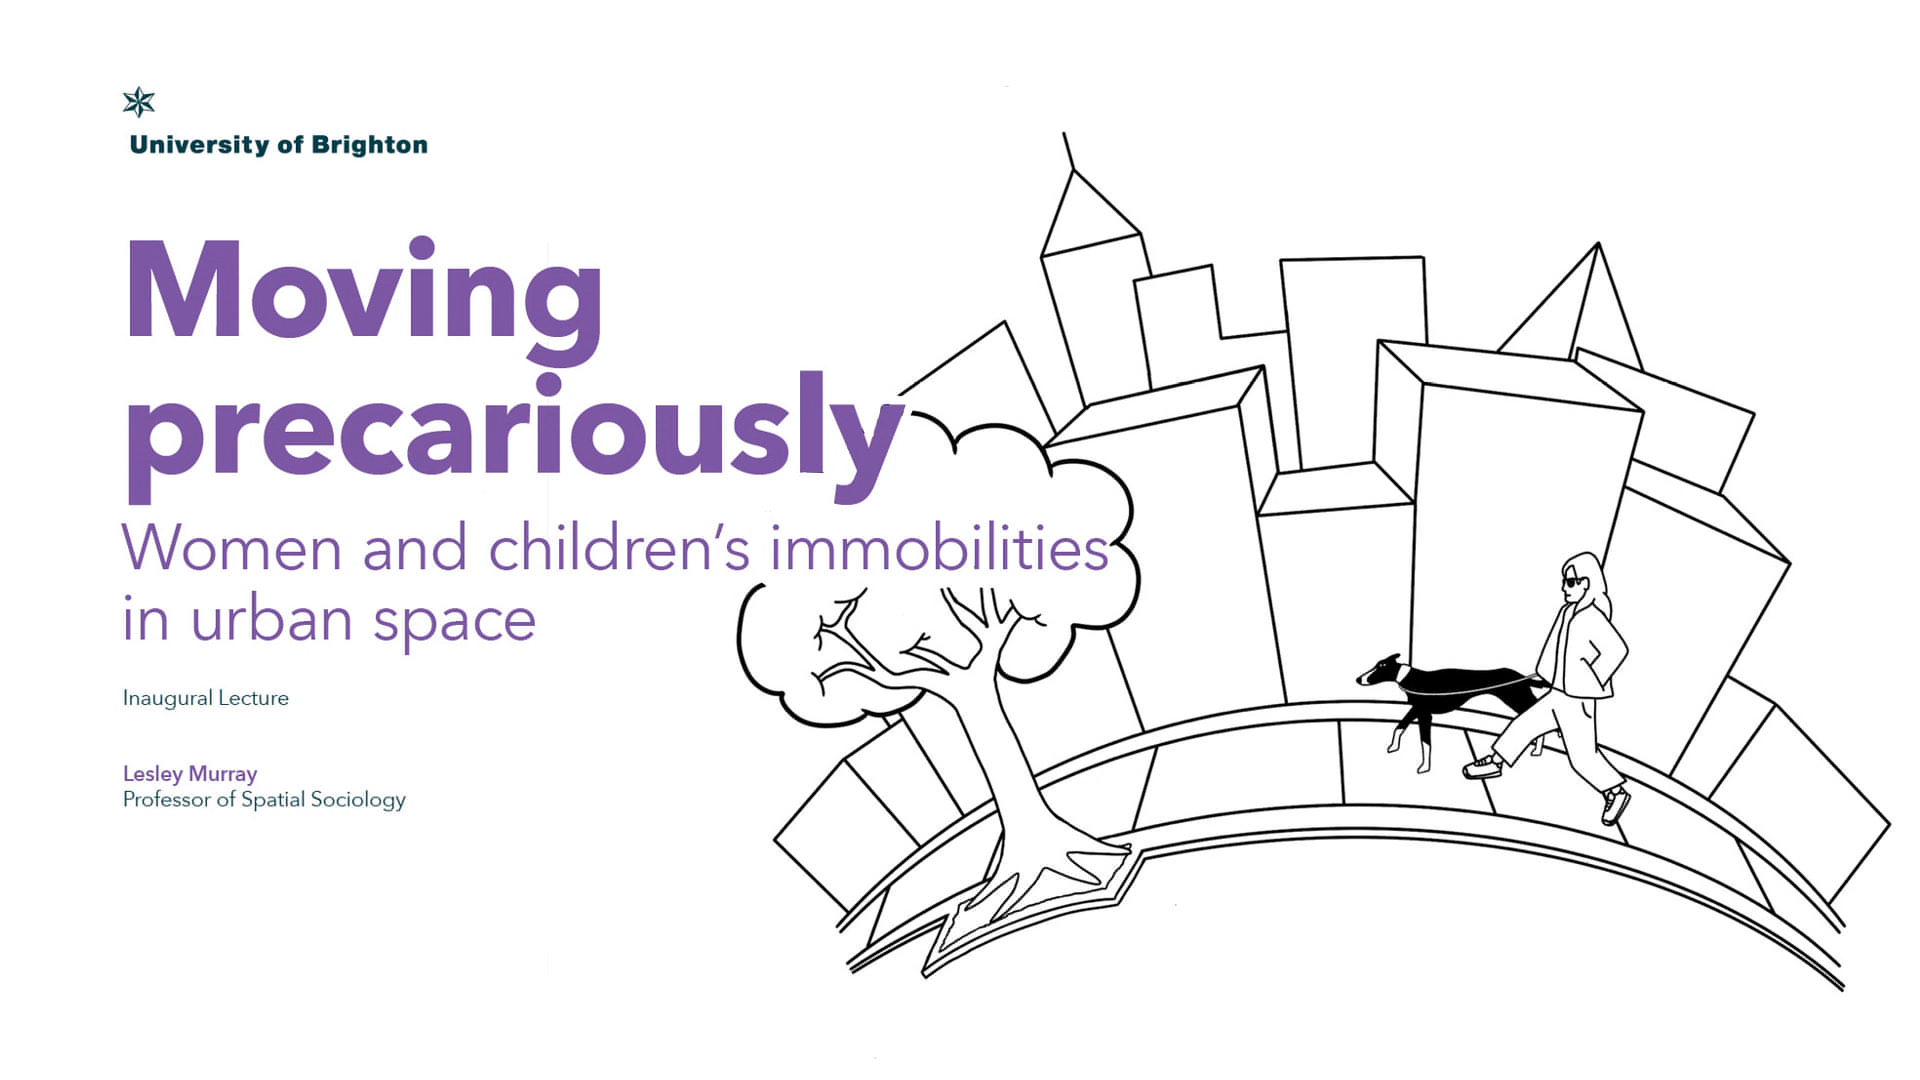 University of Brighton
Moving
precariously
Women and children’s immobilities
in urban space
Inaugural Lecture
Lesley Murray
Professor of Spatial Sociology